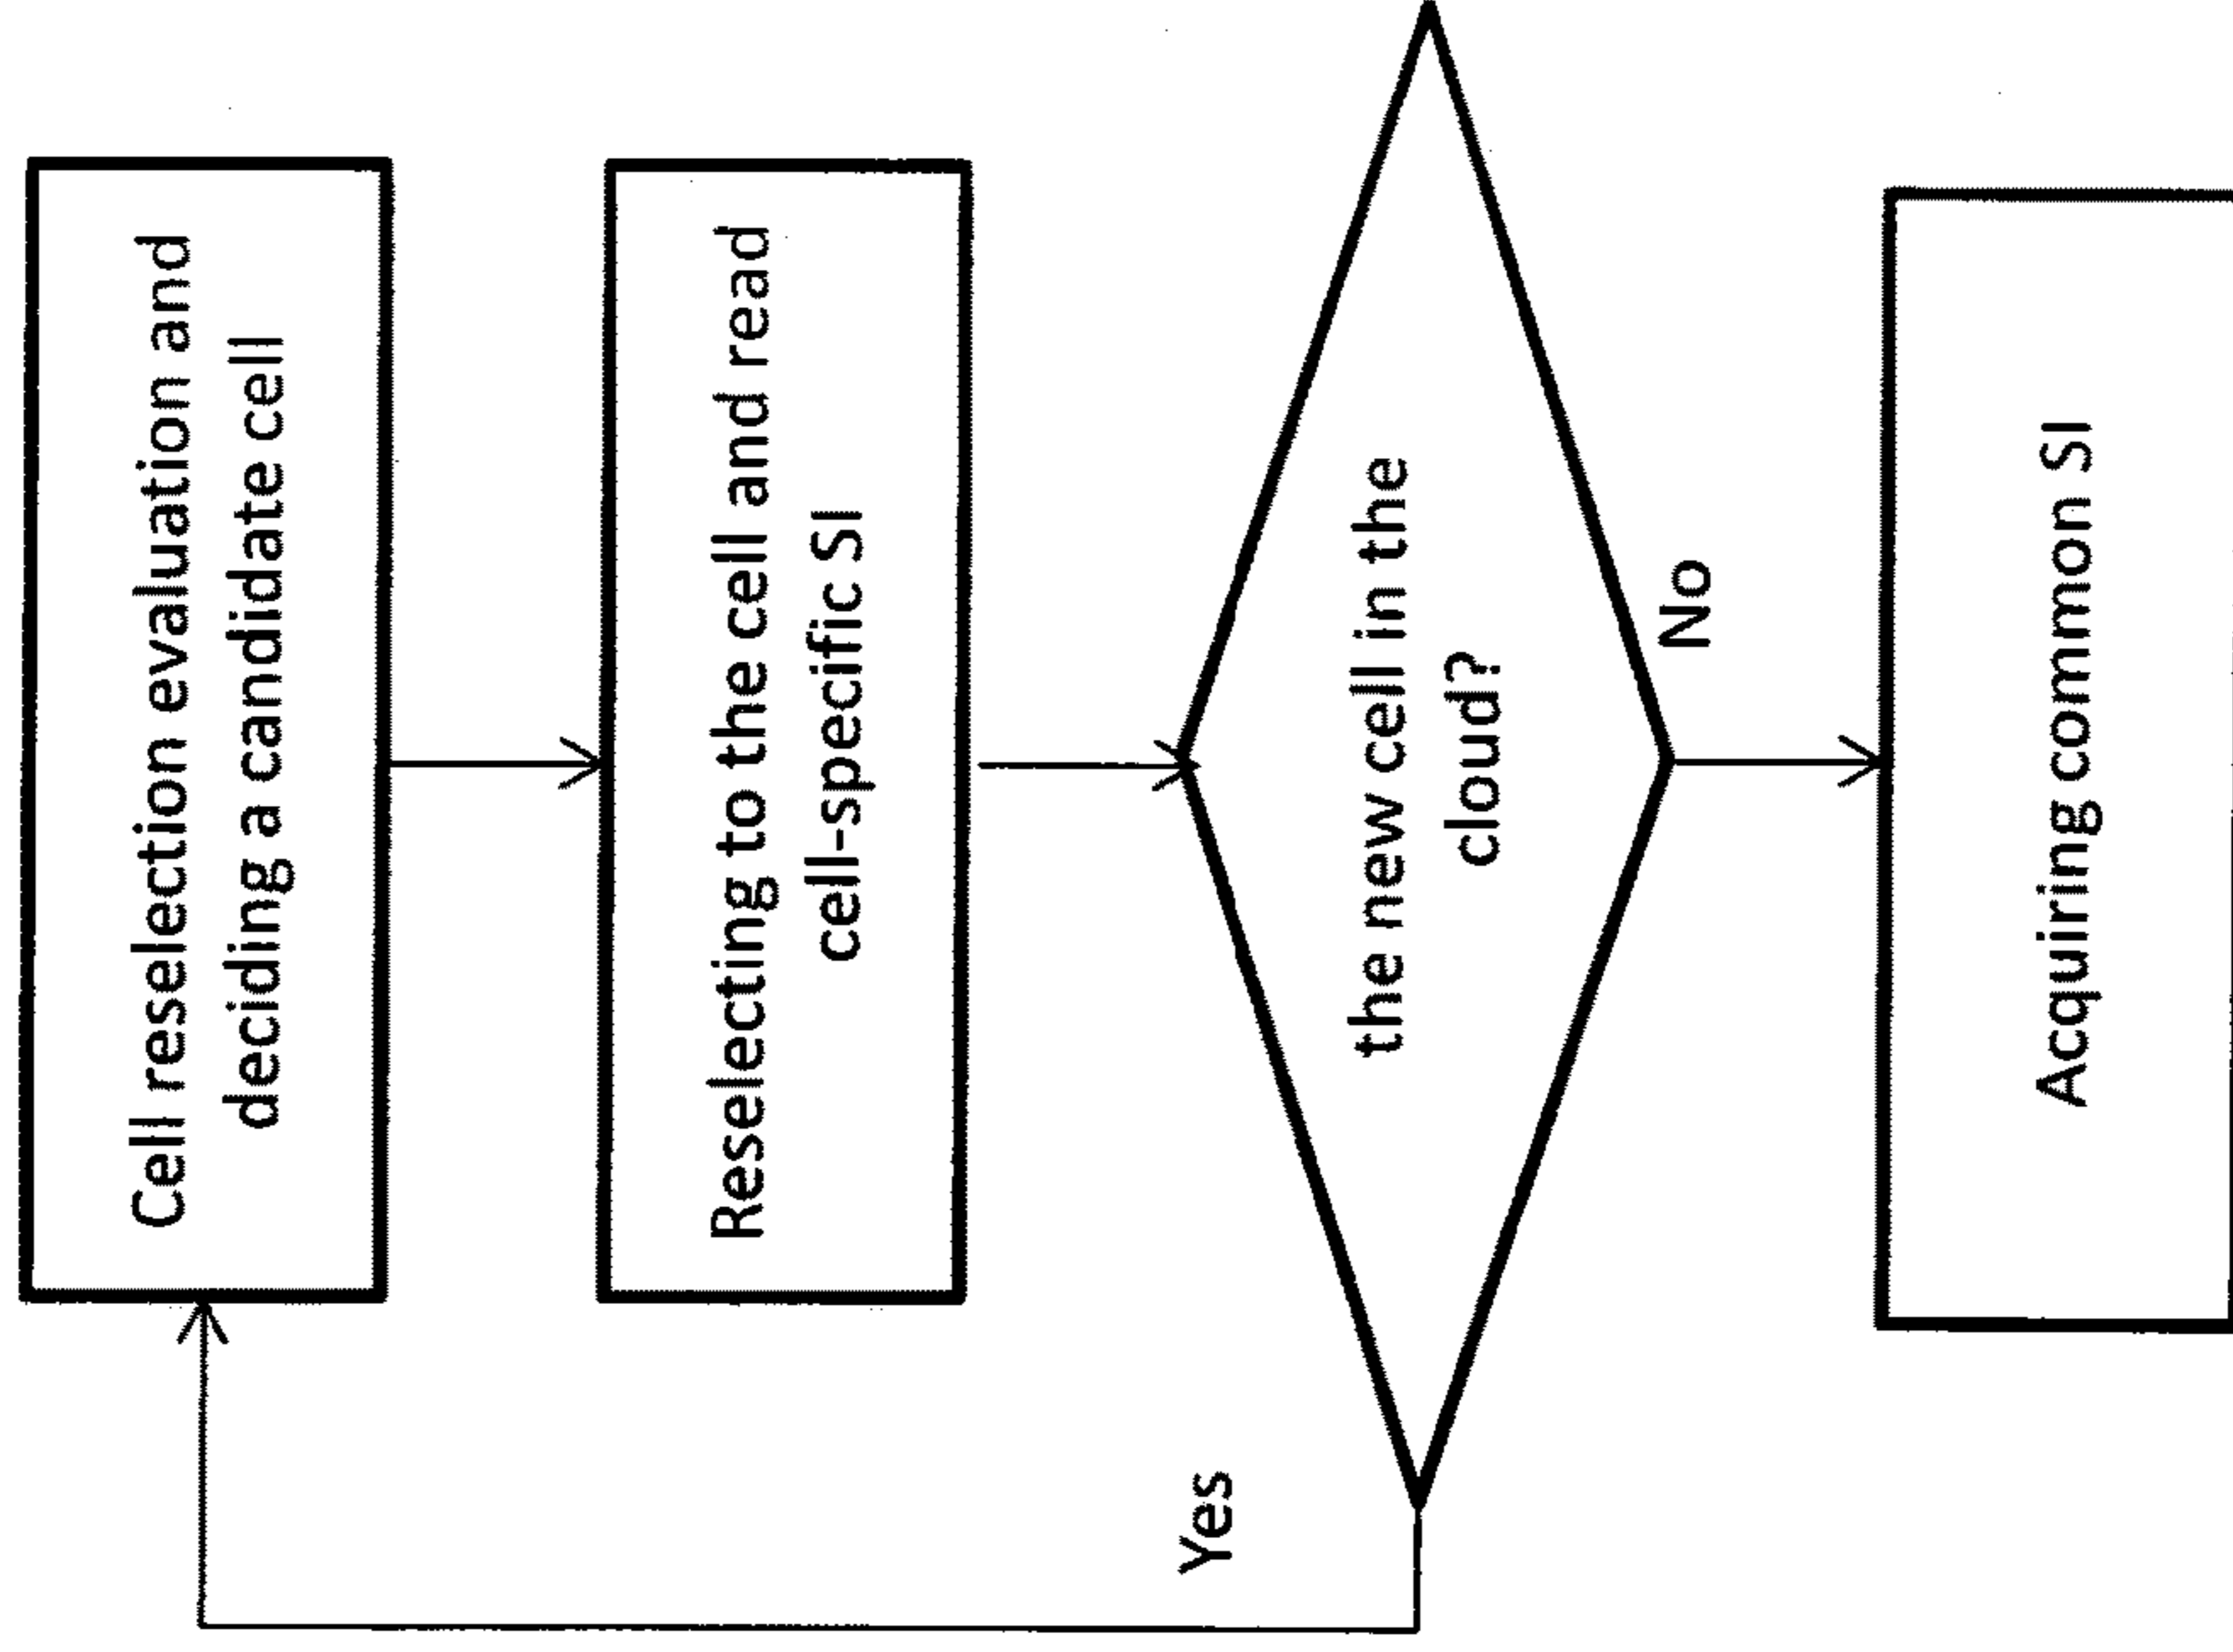 Cell reselection evaluation and
deciding a candidate cell
Reselecting to the cell and read
cell-specific SI
the new cell in the
cloud?
Yes
No
Acquiring common SI